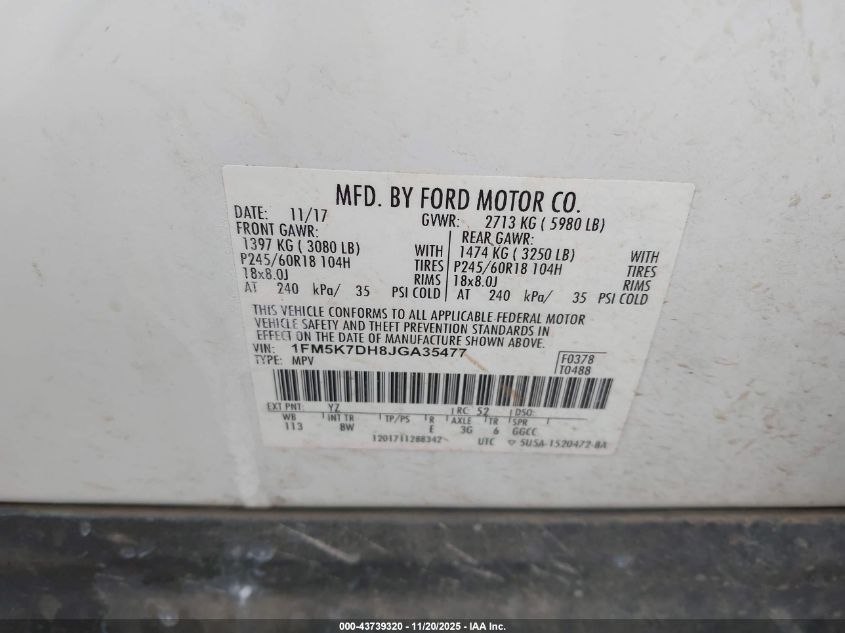 MFD. BY FORD MOTOR CO.
DATE: 11/17 GVWR: 2713 KG ( 5980 LB)
FRONT GAWR: REAR GAWR:
1397 KG ( 3080 LB) WITH 1474 KG ( 3250 LB) WITH
P245/60R18 104H TIRES P245/60R18 104H TIRES
18x8.0J RIMS 18x8.0J RIMS
AT 240 kPa/ 35 PSI COLD AT 240 kPa/ 35 PSI COLD
THIS VEHICLE CONFORMS TO ALL APPLICABLE FEDERAL MOTOR
VEHICLE SAFETY AND THEFT PREVENTION STANDARDS IN
EFFECT ON THE DATE OF MANUFACTURE SHOWN ABOVE.
VIN: 1FM5K7DH8JGA35477 F0378
TYPE: MPV T0488
EXT PNT: YZ RC: 52 DSO:
WB INT TR TP/PS R AXLE TR SPR
113 8W E 3G 6 GGCC
1201711288342 UTC ▽ 5USA-1520472-BA
000-43739320 | 11/20/2025 - IAA Inc.